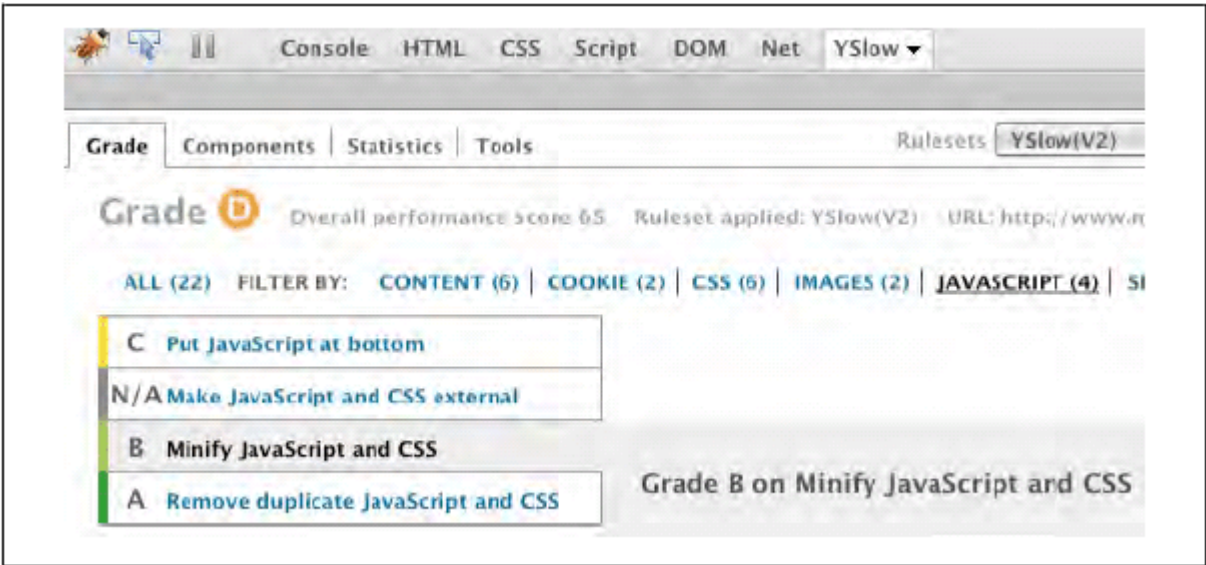 Console HTML CSS Script DOM Net YSlow
Grade Components Statistics Tools Rulesets YSlow(V2)
Grade D Overall performance score 65 Ruleset applied: YSlow(V2) URL: http://www.
ALL (22) FILTER BY: CONTENT (6) COOKIE (2) CSS (6) IMAGES (2) JAVASCRIPT (4)
C Put JavaScript at bottom
N/A Make JavaScript and CSS external
B Minify JavaScript and CSS
A Remove duplicate JavaScript and CSS
Grade B on Minify JavaScript and CSS